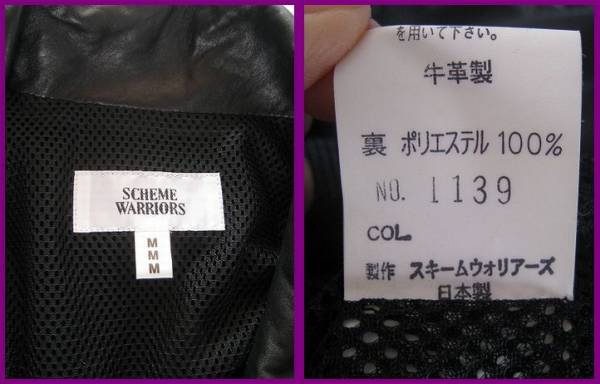 SCHEME
WARRIORS
M
M
M
を用いて下さい。
牛革製
裏 ポリエステル 100%
NO. 1139
COL
製作 スキームウォリアーズ
日本製